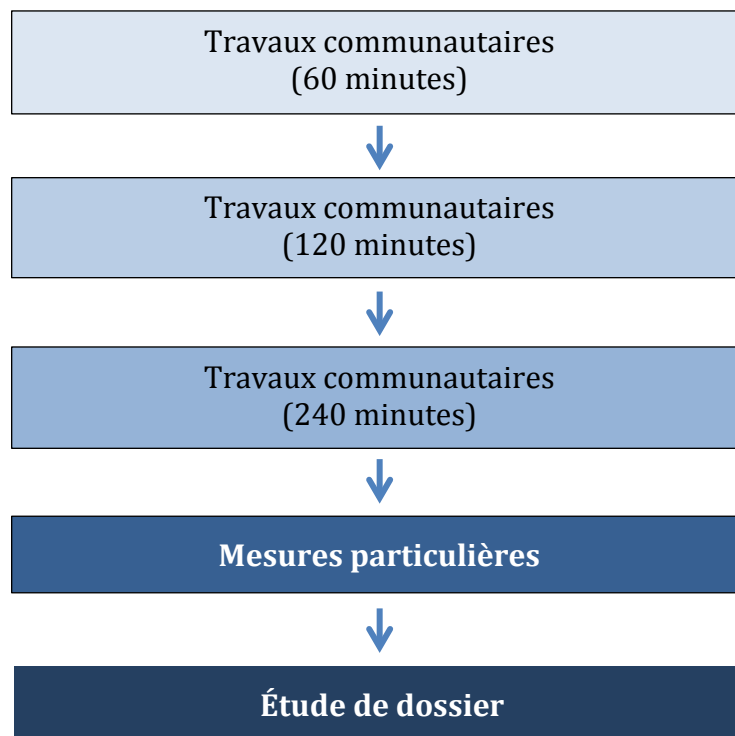 Travaux communautaires
(60 minutes)
Travaux communautaires
(120 minutes)
Travaux communautaires
(240 minutes)
Mesures particulières
Étude de dossier